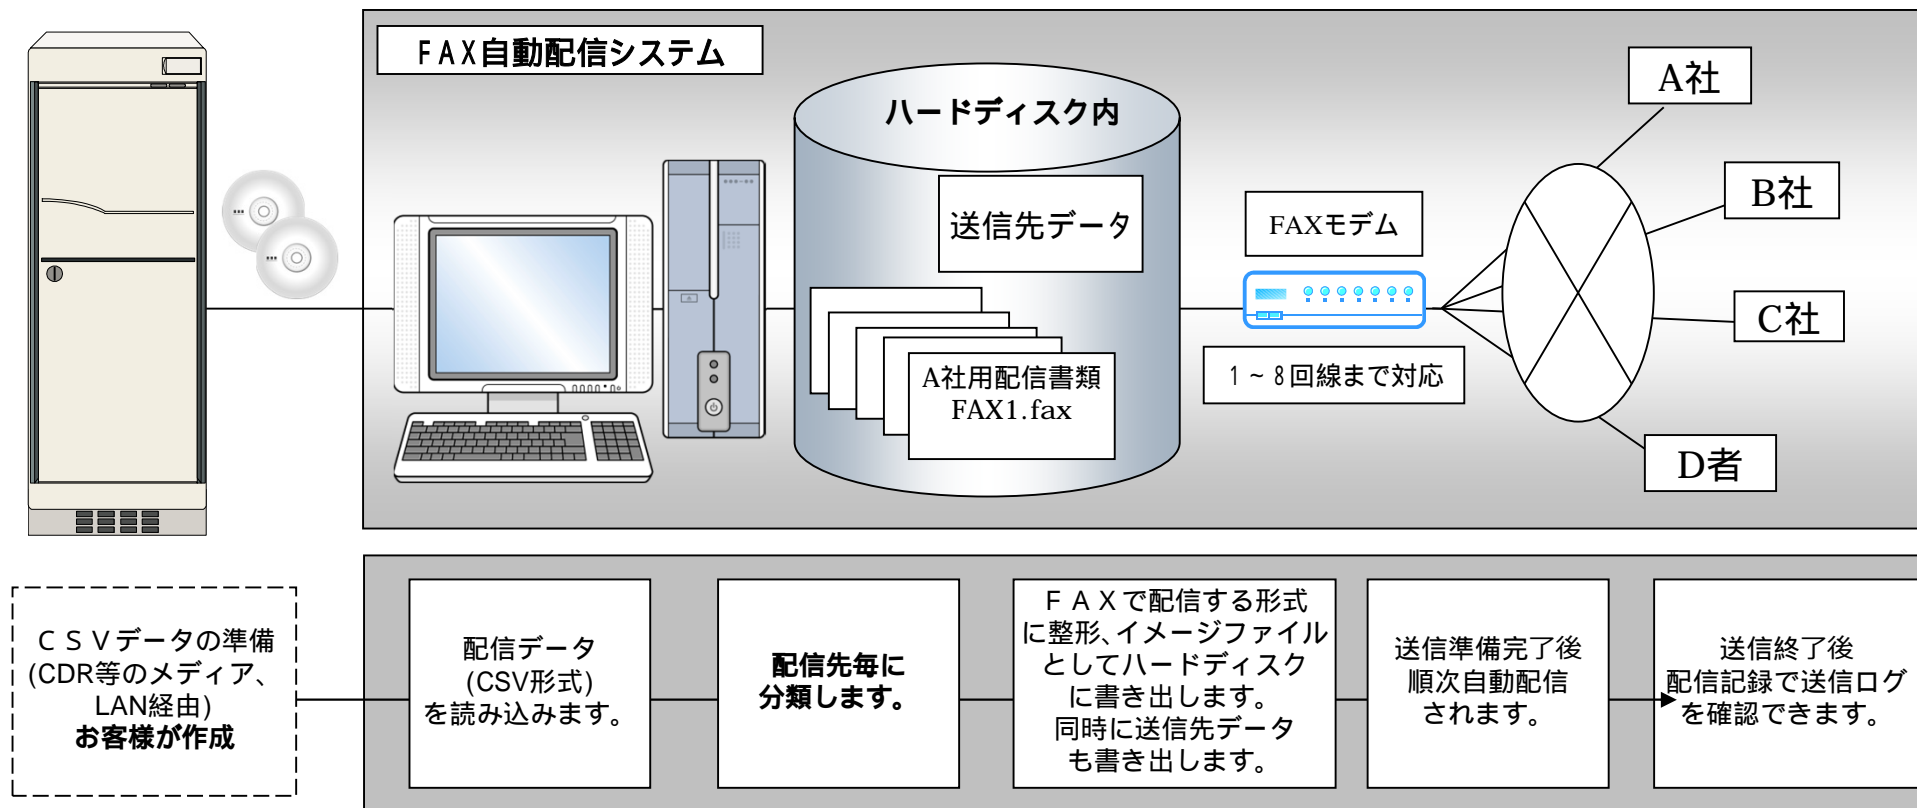 ＦＡＸ自動配信システム
ハードディスク内
送信先データ
A社用配信書類
FAX1.fax
FAXモデム
１～８回線まで対応
A社
B社
C社
D者
ＣＳＶデータの準備
(CDR等のメディア、
LAN経由)
お客様が作成
配信データ
(CSV形式)
を読み込みます。
配信先毎に
分類します。
ＦＡＸで配信する形式
に整形、イメージファイル
としてハードディスク
に書き出します。
同時に送信先データ
も書き出します。
送信準備完了後
順次自動配信
されます。
送信終了後
配信記録で送信ログ
を確認できます。